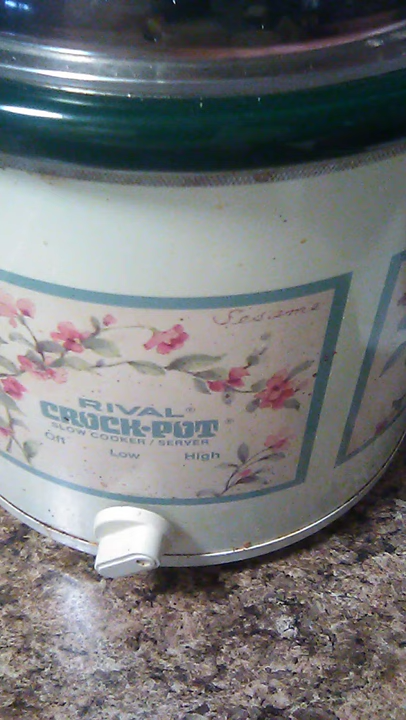 Sesame
RIVAL®
CROCK•POT
SLOW COOKER / SERVER
Off
Low
High